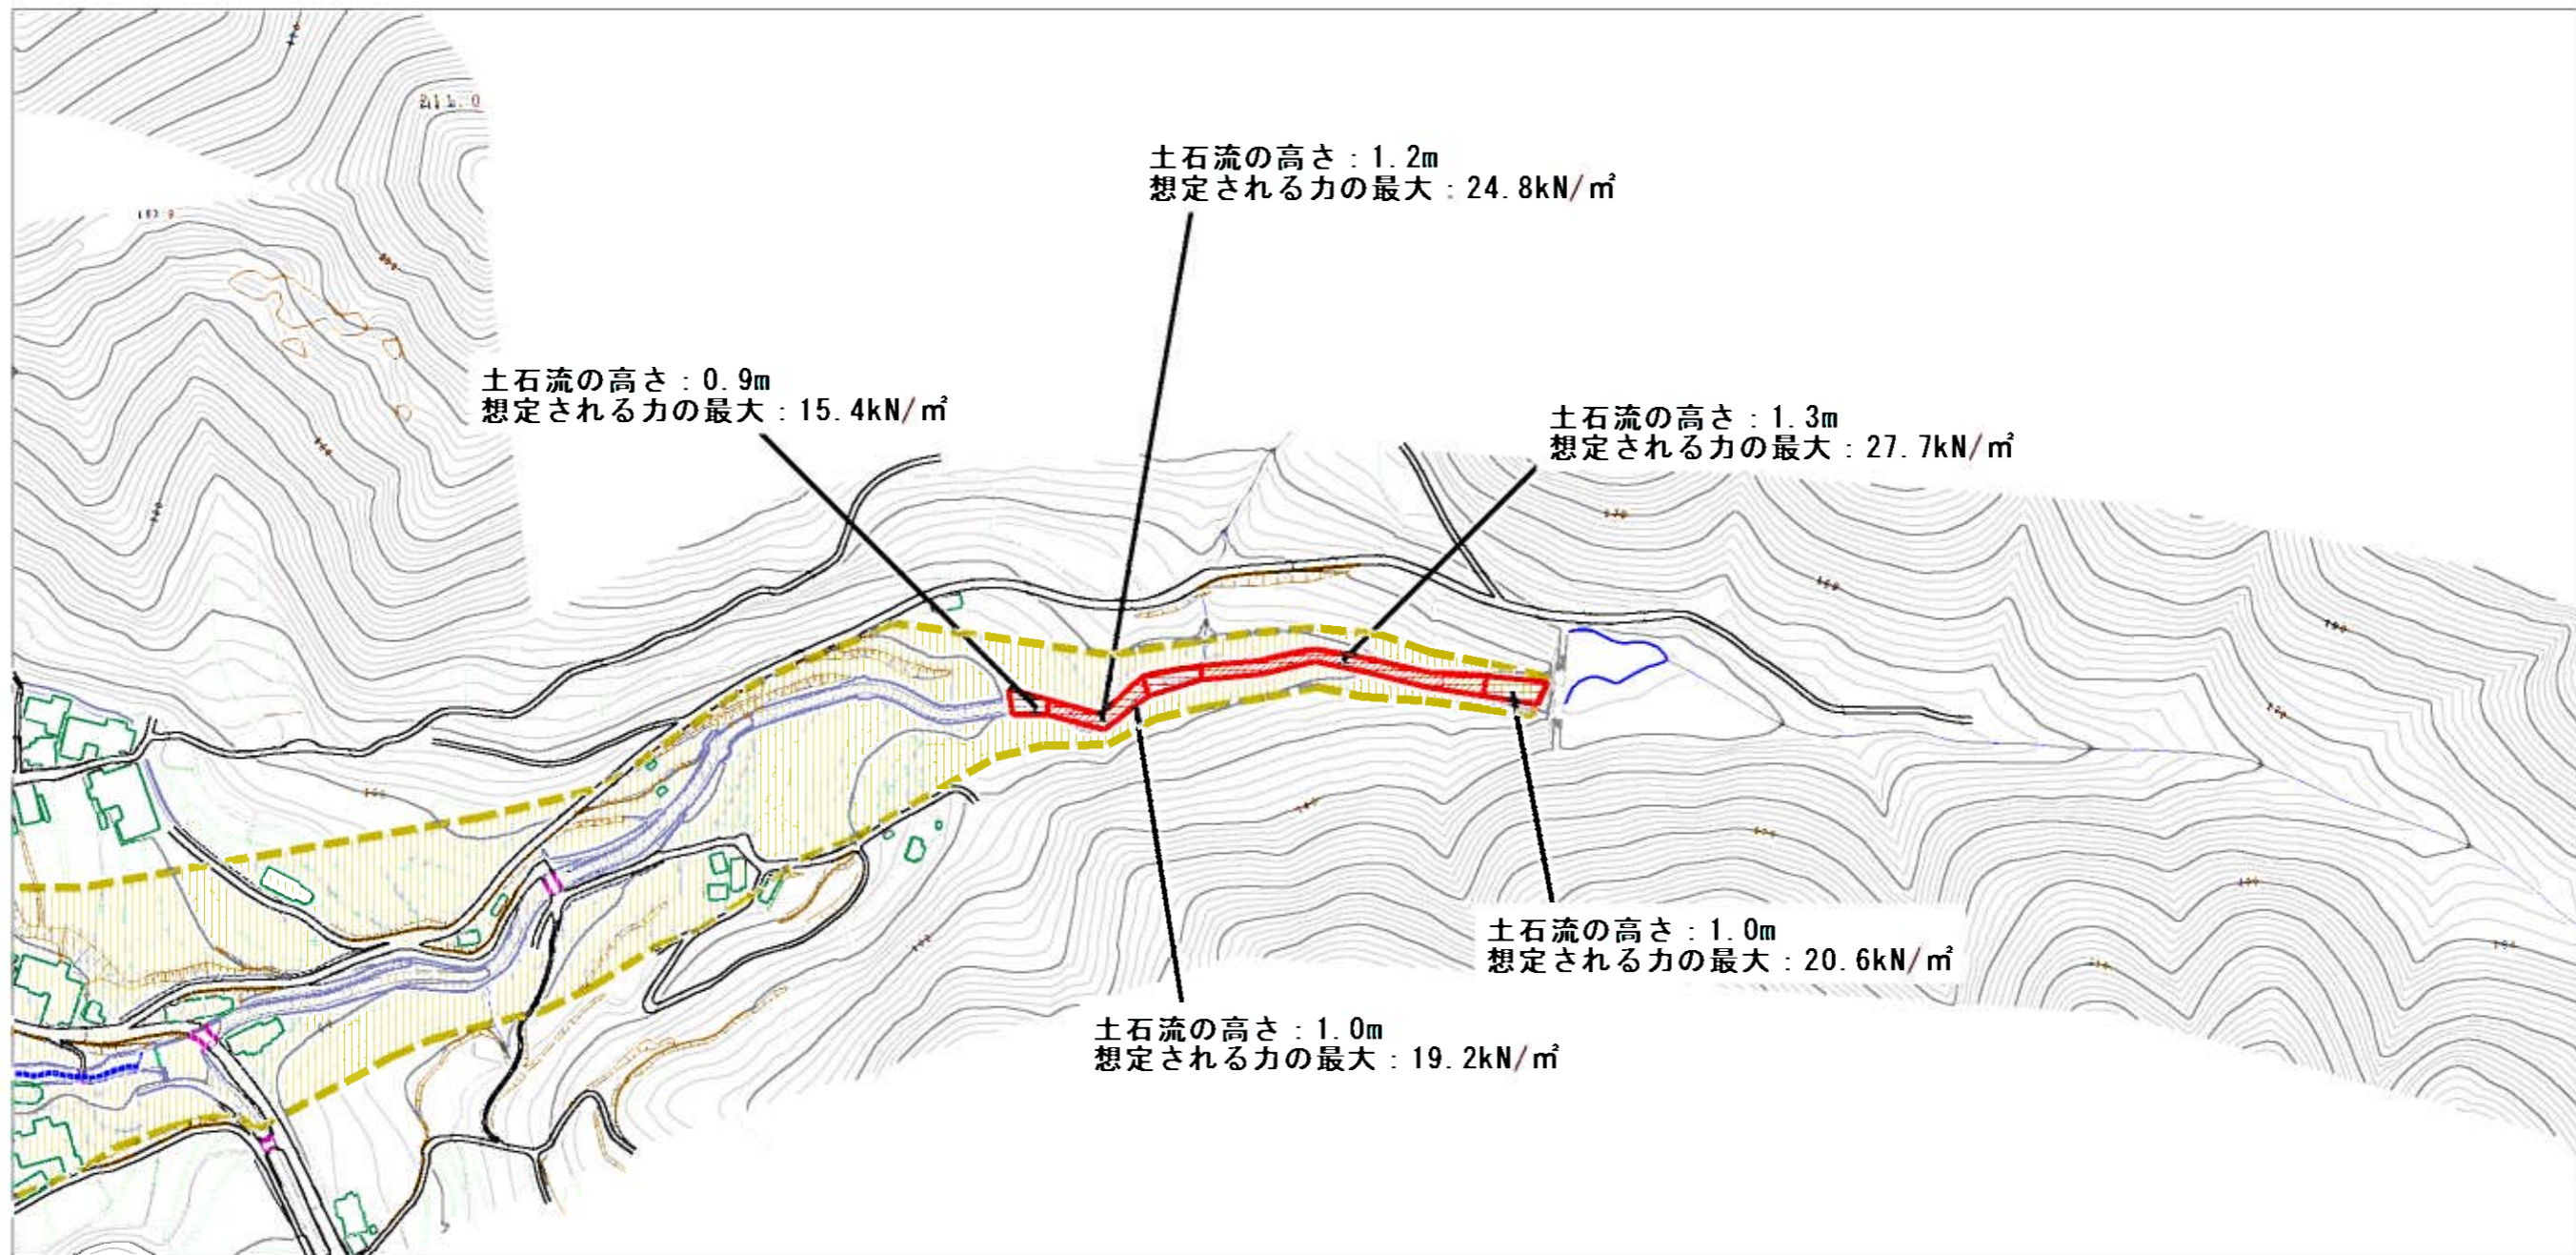 土石流の高さ：1.2m
想定される力の最大：24.8kN/㎡
土石流の高さ：0.9m
想定される力の最大：15.4kN/㎡
土石流の高さ：1.3m
想定される力の最大：27.7kN/㎡
土石流の高さ：1.0m
想定される力の最大：20.6kN/㎡
土石流の高さ：1.0m
想定される力の最大：19.2kN/㎡